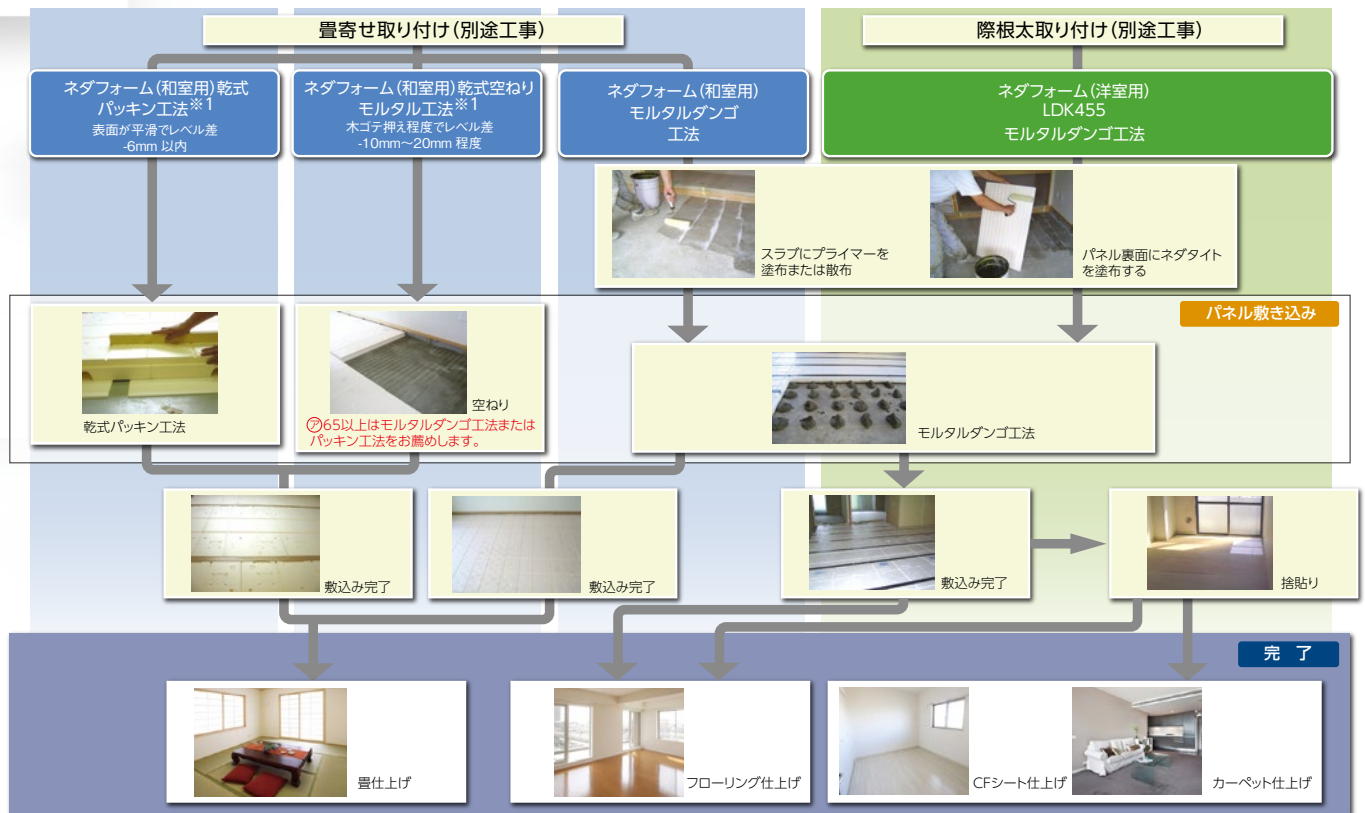 畳寄せ取り付け(別途工事)
際根太取り付け(別途工事)
ネダフォーム(和室用)乾式
パッキン工法※1
表面が平滑でレベル差
-6mm 以内
ネダフォーム(和室用)乾式空ねり
モルタル工法※1
木ゴテ押え程度でレベル差
-10mm〜20mm 程度
ネダフォーム(和室用)
モルタルダンゴ
工法
ネダフォーム(洋室用)
LDK455
モルタルダンゴ工法
スラブにプライマーを
塗布または散布
パネル裏面にネダタイト
を塗布する
パネル敷き込み
乾式パッキン工法
空ねり
㋐65以上はモルタルダンゴ工法または
パッキン工法をお薦めします。
モルタルダンゴ工法
敷込み完了
敷込み完了
敷込み完了
捨貼り
完 了
畳仕上げ
フローリング仕上げ
CFシート仕上げ
カーペット仕上げ